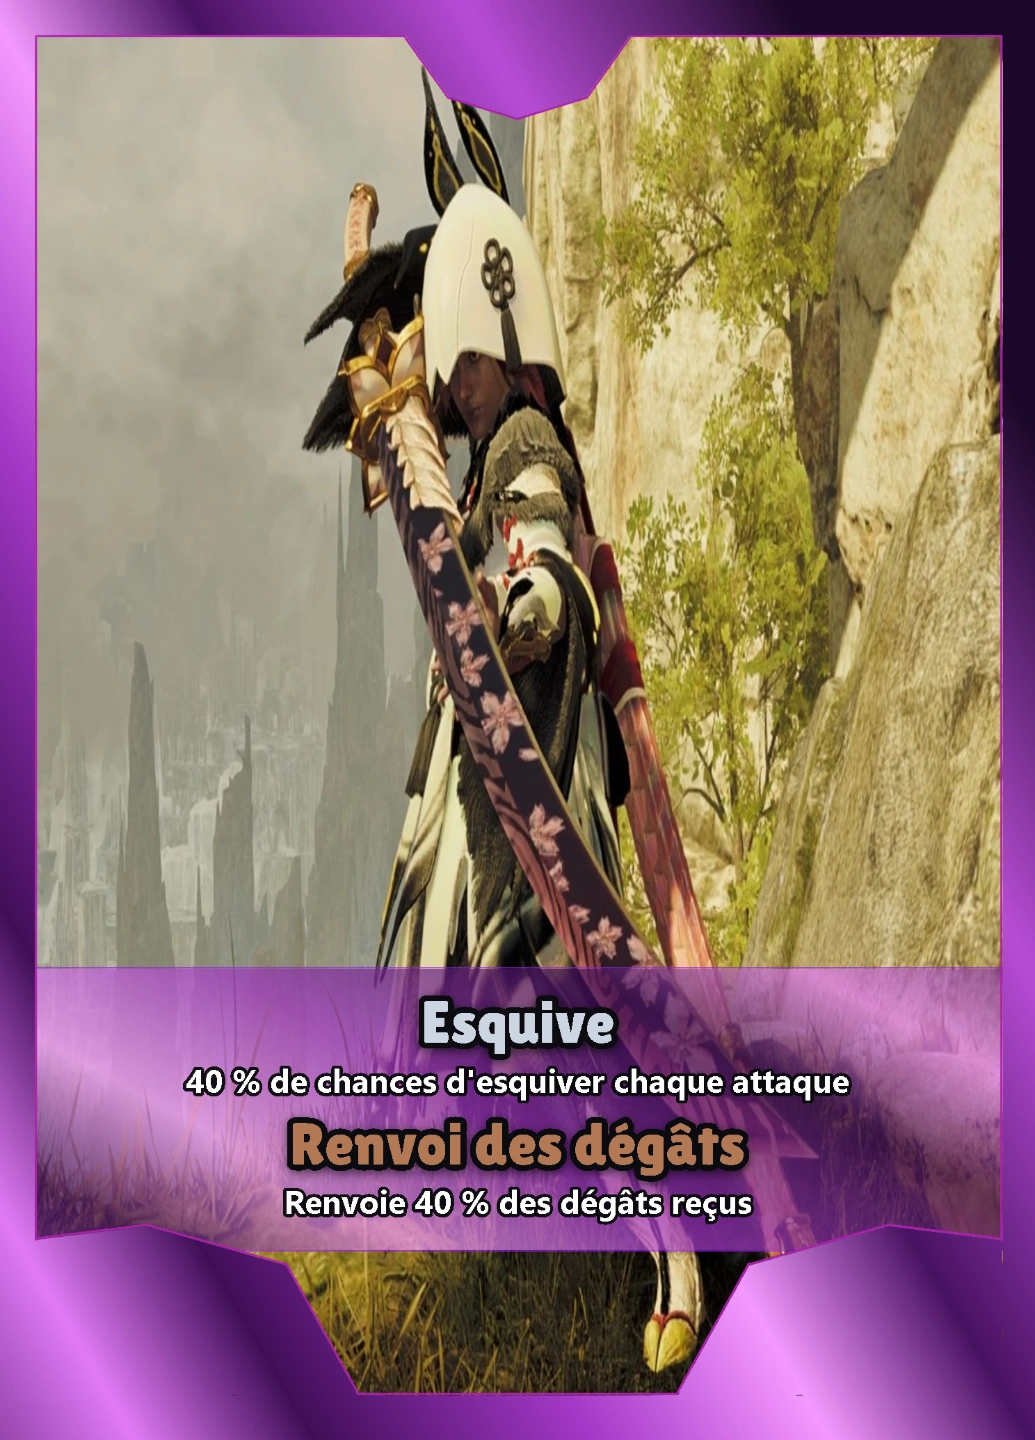 Esquive
40 % de chances d'esquiver chaque attaque
Renvoi des dégâts
Renvoie 40 % des dégâts reçus